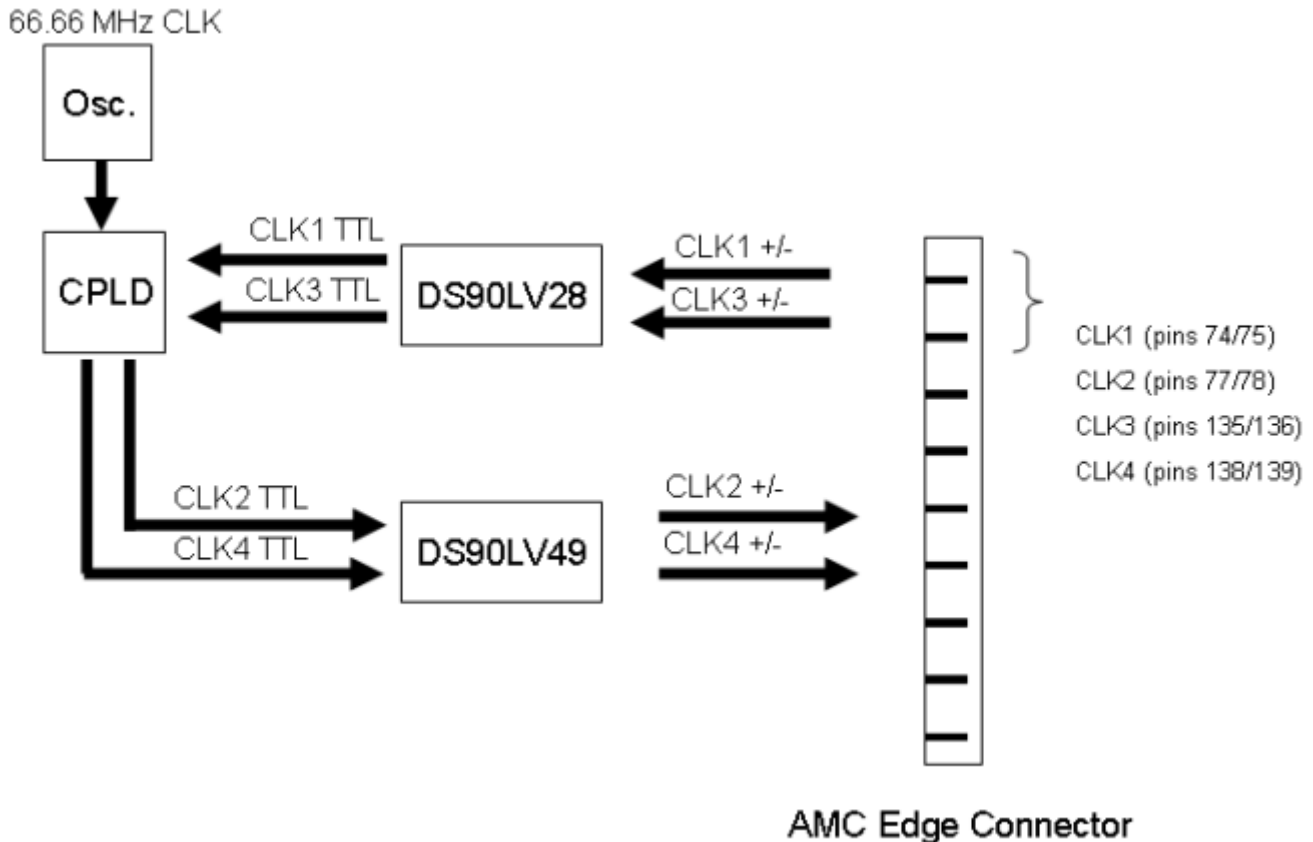 66.66 MHz CLK
Osc.
CPLD
CLK1 TTL
CLK3 TTL
DS90LV28
CLK1 +/-
CLK3 +/-
CLK1 (pins 74/75)
CLK2 (pins 77/78)
CLK3 (pins 135/136)
CLK4 (pins 138/139)
CLK2 TTL
CLK4 TTL
DS90LV49
CLK2 +/-
CLK4 +/-
AMC Edge Connector